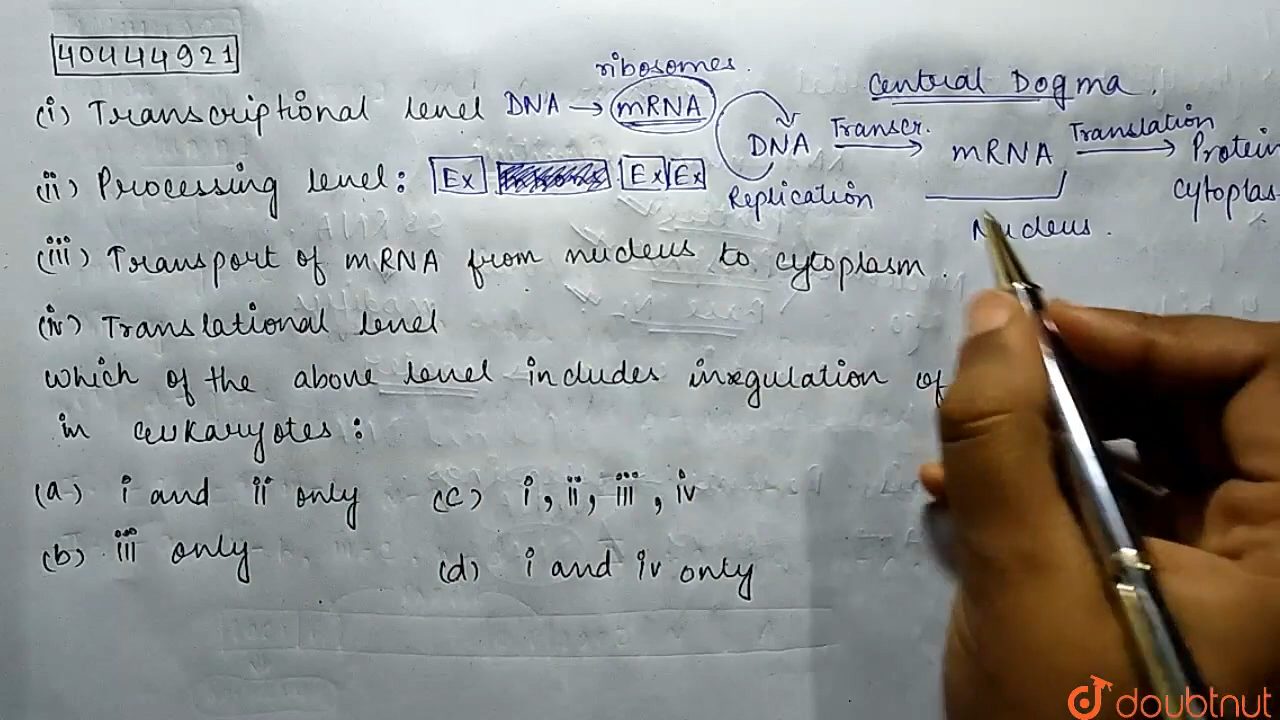 40444921
ribosomes.
Central Dogma.
(i) Transcriptional level DNA → mRNA
DNA Transcr. → mRNA Translation → Protein
(ii) Processing level: Ex Ex Ex
Replication
cytoplas
Nucleus.
(iii) Transport of mRNA from nucleus to cytoplasm.
(iv) Translational level
which of the above level includes in regulation of
in eukaryotes:
(a) i and ii only (c) i, ii, iii, iv
(b) iii only (d) i and iv only
doubtnut